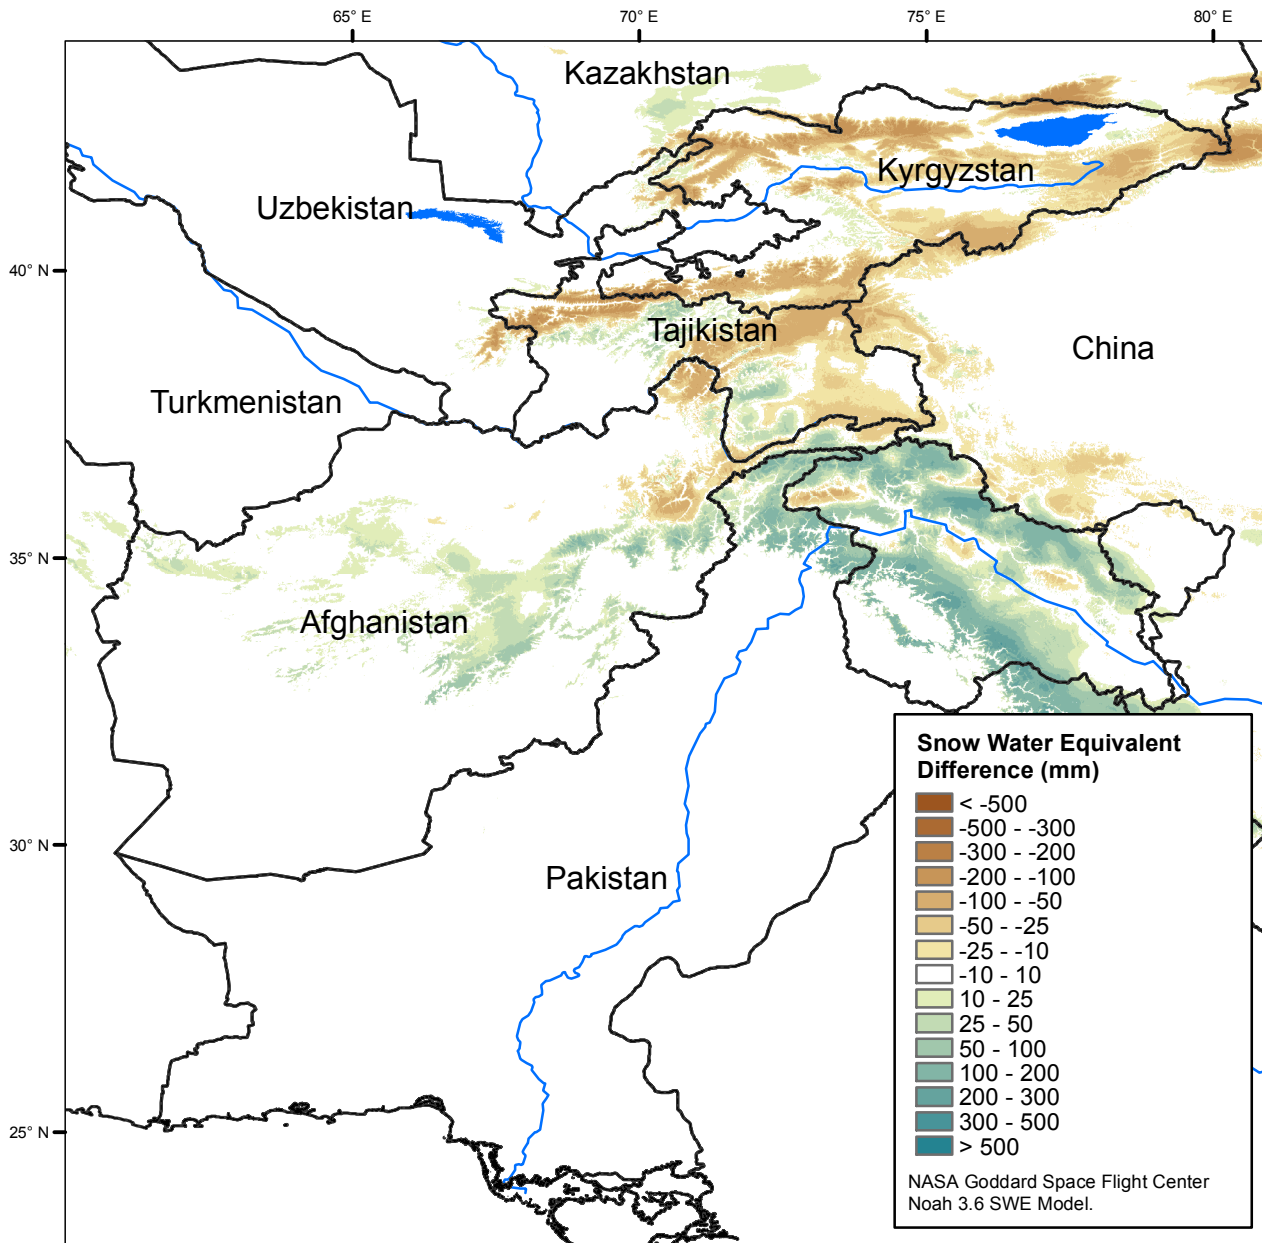 65° E
70° E
75° E
80° E
Kazakhstan
Kyrgyzstan
Uzbekistan
40° N
Tajikistan
China
Turkmenistan
35° N
Afghanistan
30° N
Pakistan
25° N
Snow Water Equivalent
Difference (mm)
< -500
-500 - -300
-300 - -200
-200 - -100
-100 - -50
-50 - -25
-25 - -10
-10 - 10
10 - 25
25 - 50
50 - 100
100 - 200
200 - 300
300 - 500
> 500
NASA Goddard Space Flight Center
Noah 3.6 SWE Model.